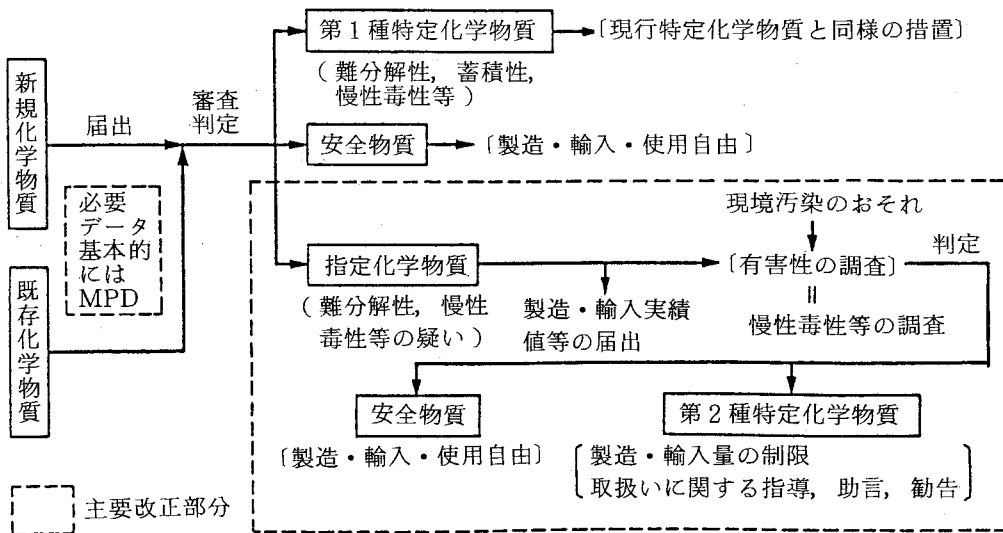 新規化学物質
届出
審査
判定
第1種特定化学物質
〔現行特定化学物質と同様の措置〕
(難分解性,蓄積性,
慢性毒性等)
安全物質
〔製造・輸入・使用自由〕
必要
データ
基本的
には
MPD
既存化学物質
指定化学物質
(難分解性,慢性
毒性等の疑い)
製造・輸入実績
値等の届出
現境汚染のおそれ
〔有害性の調査〕
判定
॥
慢性毒性等の調査
安全物質
〔製造・輸入・使用自由〕
第2種特定化学物質
製造・輸入量の制限
取扱いに関する指導,助言,勧告
主要改正部分